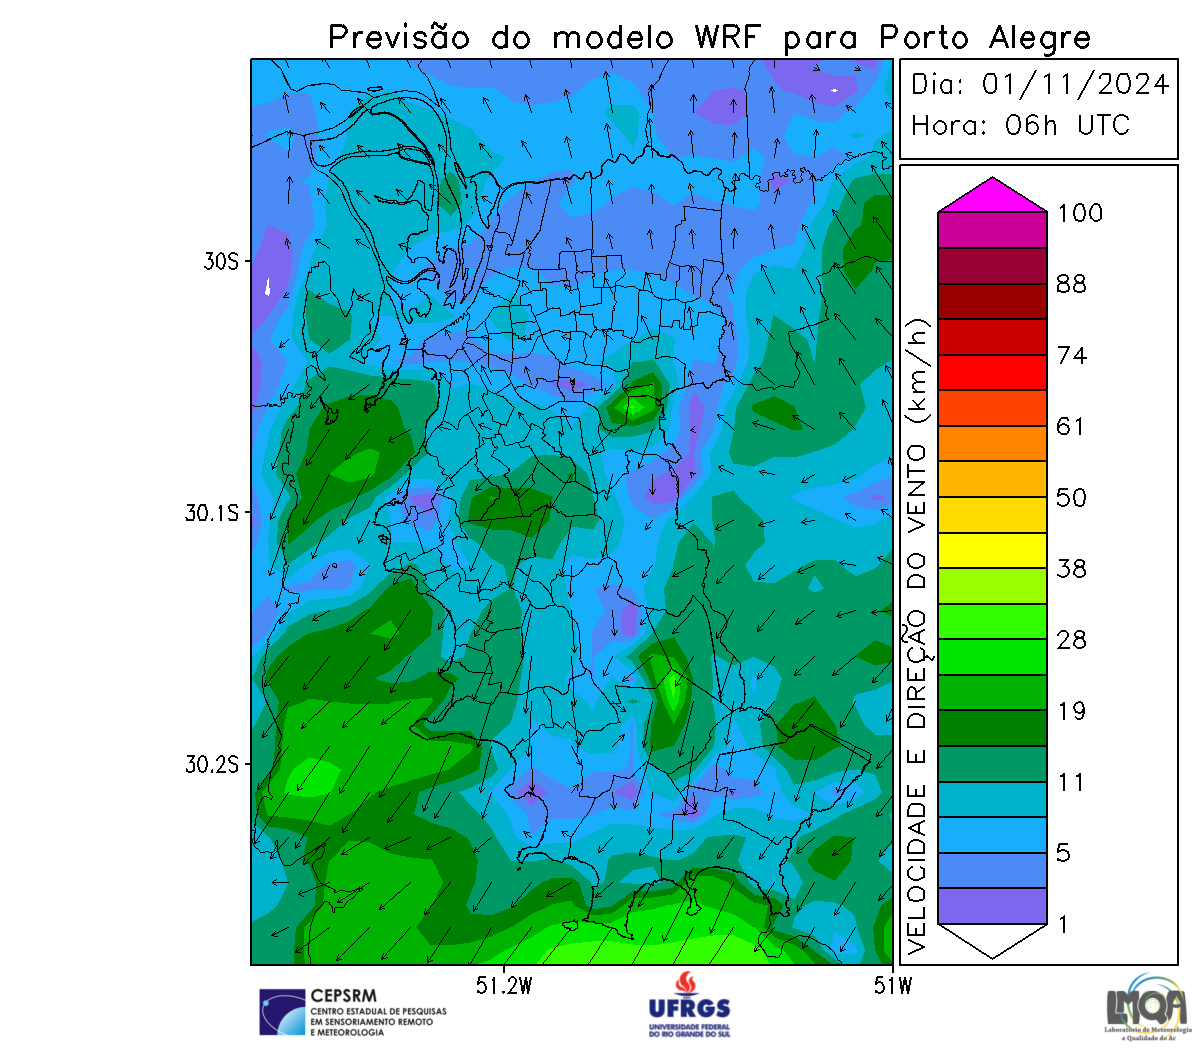 Previsão do modelo WRF para Porto Alegre
Dia: 01/11/2024
Hora: 06h UTC
30S
30.1S
30.2S
51.2W
51W
VELOCIDADE E DIREÇÃO DO VENTO (km/h)
100
88
74
61
50
38
28
19
11
5
1
CEPSRM
CENTRO ESTADUAL DE PESQUISAS
EM SENSORIAMENTO REMOTO
E METEOROLOGIA
UFRGS
UNIVERSIDADE FEDERAL
DO RIO GRANDE DO SUL
LMQA
Laboratório de Meteorologia
e Qualidade do Ar